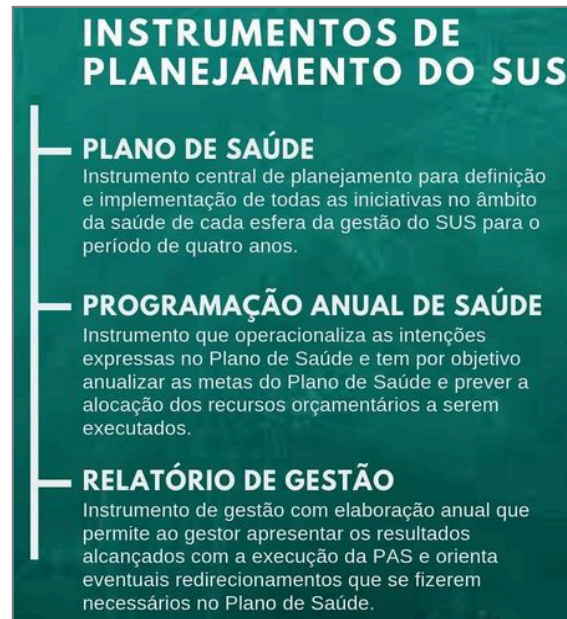 INSTRUMENTOS DE
PLANEJAMENTO DO SUS
PLANO DE SAÚDE
Instrumento central de planejamento para definição
e implementação de todas as iniciativas no âmbito
da saúde de cada esfera da gestão do SUS para o
período de quatro anos.
PROGRAMAÇÃO ANUAL DE SAÚDE
Instrumento que operacionaliza as intenções
expressas no Plano de Saúde e tem por objetivo
anualizar as metas do Plano de Saúde e prever a
alocação dos recursos orçamentários a serem
executados.
RELATÓRIO DE GESTÃO
Instrumento de gestão com elaboração anual que
permite ao gestor apresentar os resultados
alcançados com a execução da PAS e orienta
eventuais redirecionamentos que se fizerem
necessários no Plano de Saúde.